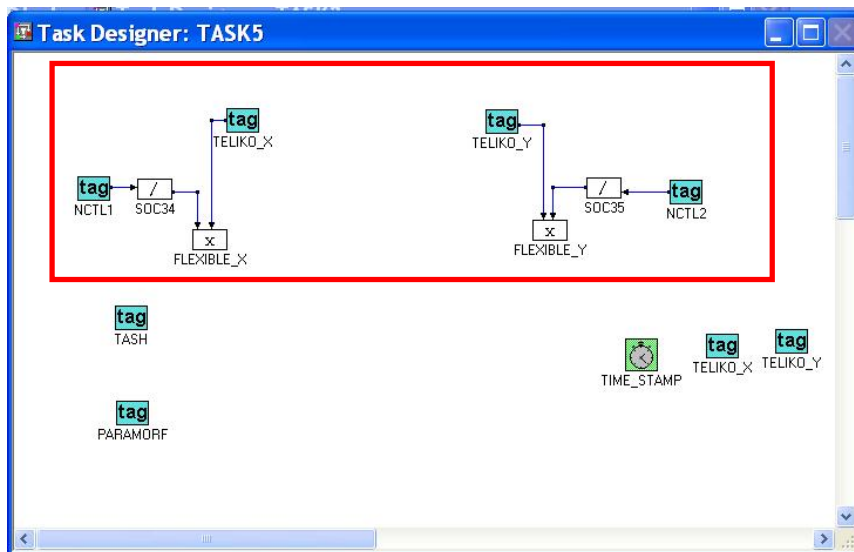 Task Designer: TASK5
tag
TELIKO_X
tag
TELIKO_Y
tag
NCTL1
/
SOC34
x
FLEXIBLE_X
/
SOC35
tag
NCTL2
x
FLEXIBLE_Y
tag
TASH
TIME_STAMP
tag
TELIKO_X
tag
TELIKO_Y
tag
PARAMORF